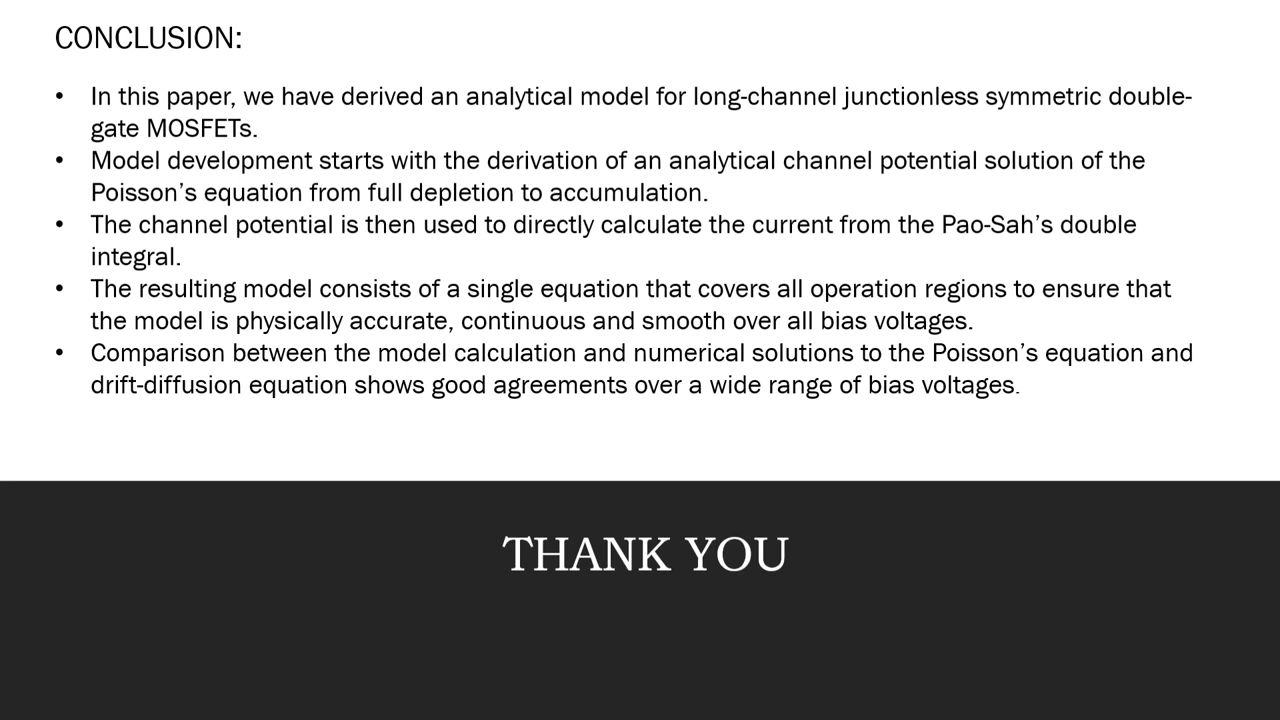 CONCLUSION:
• In this paper, we have derived an analytical model for long-channel junctionless symmetric double-
gate MOSFETs.
• Model development starts with the derivation of an analytical channel potential solution of the
Poisson’s equation from full depletion to accumulation.
• The channel potential is then used to directly calculate the current from the Pao-Sah’s double
integral.
• The resulting model consists of a single equation that covers all operation regions to ensure that
the model is physically accurate, continuous and smooth over all bias voltages.
• Comparison between the model calculation and numerical solutions to the Poisson’s equation and
drift-diffusion equation shows good agreements over a wide range of bias voltages.
THANK YOU